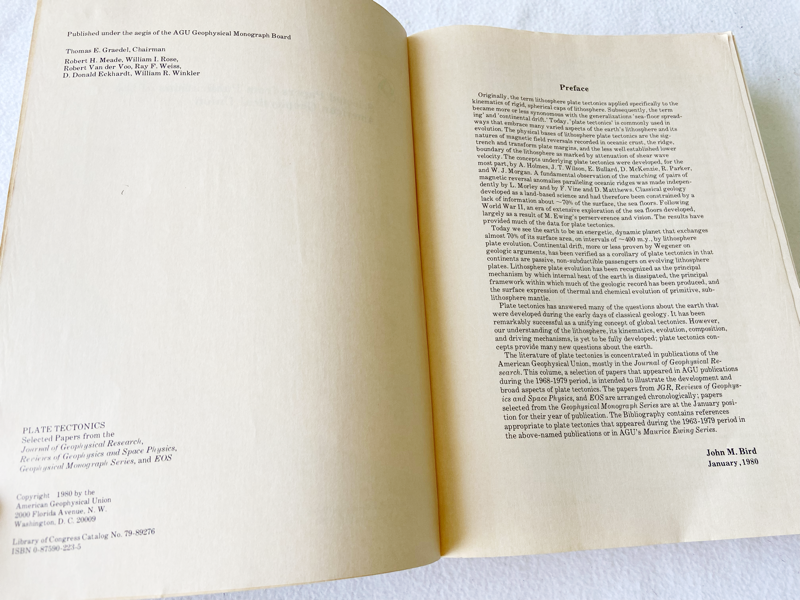 Published under the aegis of the AGU Geophysical Monograph Board
Thomas E. Graedel, Chairman
Robert H. Meade, William I. Rose,
Robert Van der Voo, Ray F. Weiss,
D. Donald Eckhardt, William R. Winkler
PLATE TECTONICS
Selected Papers from the
Journal of Geophysical Research,
Reviews of Geophysics and Space Physics,
Geophysical Monograph Series, and EOS
Copyright 1980 by the
American Geophysical Union
2000 Florida Avenue, N. W.
Washington, D. C. 20009
Library of Congress Catalog No. 79-89276
ISBN 0-87590-223-5
Preface
Originally, the term lithosphere plate tectonics applied specifically to the
kinematics of rigid, spherical caps of lithosphere. Subsequently, the term
became more or less synonomous with the generalizations 'sea-floor spread-
ing' and 'continental drift.' Today, 'plate tectonics' is commonly used in
ways that embrace many varied aspects of the earth's lithosphere and its
evolution. The physical bases of lithosphere plate tectonics are the sig-
natures of magnetic field reversals recorded in oceanic crust, the ridge,
trench and transform plate margins, and the less well established lower
boundary of the lithosphere as marked by attenuation of shear wave
velocity. The concepts underlying plate tectonics were developed, for the
most part, by A. Holmes, J. T. Wilson, E. Bullard, D. McKenzie, R. Parker,
and W. J. Morgan. A fundamental observation of the matching of pairs of
magnetic reversal anomalies paralleling oceanic ridges was made indepen-
dently by L. Morley and by F. Vine and D. Matthews. Classical geology
developed as a land-based science and had therefore been constrained by a
lack of information about ~70% of the surface, the sea floors. Following
World War II, an era of extensive exploration of the sea floors developed,
largely as a result of M. Ewing's perserverence and vision. The results have
provided much of the data for plate tectonics.
Today we see the earth to be an energetic, dynamic planet that exchanges
almost 70% of its surface area, on intervals of ~400 m.y., by lithosphere
plate evolution. Continental drift, more or less proven by Wegener on
geologic arguments, has been verified as a corollary of plate tectonics in that
continents are passive, non-subductible passengers on evolving lithosphere
plates. Lithosphere plate evolution has been recognized as the principal
mechanism by which internal heat of the earth is dissipated, the principal
framework within which much of the geologic record has been produced, and
the surface expression of thermal and chemical evolution of primitive, sub-
lithosphere mantle.
Plate tectonics has answered many of the questions about the earth that
were developed during the early days of classical geology. It has been
remarkably successful as a unifying concept of global tectonics. However,
our understanding of the lithosphere, its kinematics, evolution, composition,
and driving mechanisms, is yet to be fully developed; plate tectonics con-
cepts provide many new questions about the earth.
The literature of plate tectonics is concentrated in publications of the
American Geophysical Union, mostly in the Journal of Geophysical Re-
search. This column, a selection of papers that appeared in AGU publications
during the 1968-1979 period, is intended to illustrate the development and
broad aspects of plate tectonics. The papers from JGR, Reviews of Geophys-
ics and Space Physics, and EOS are arranged chronologically; papers
selected from the Geophysical Monograph Series are at the January posi-
tion for their year of publication. The Bibliography contains references
appropriate to plate tectonics that appeared during the 1963-1979 period in
the above-named publications or in AGU's Maurice Ewing Series.
John M. Bird
January, 1980